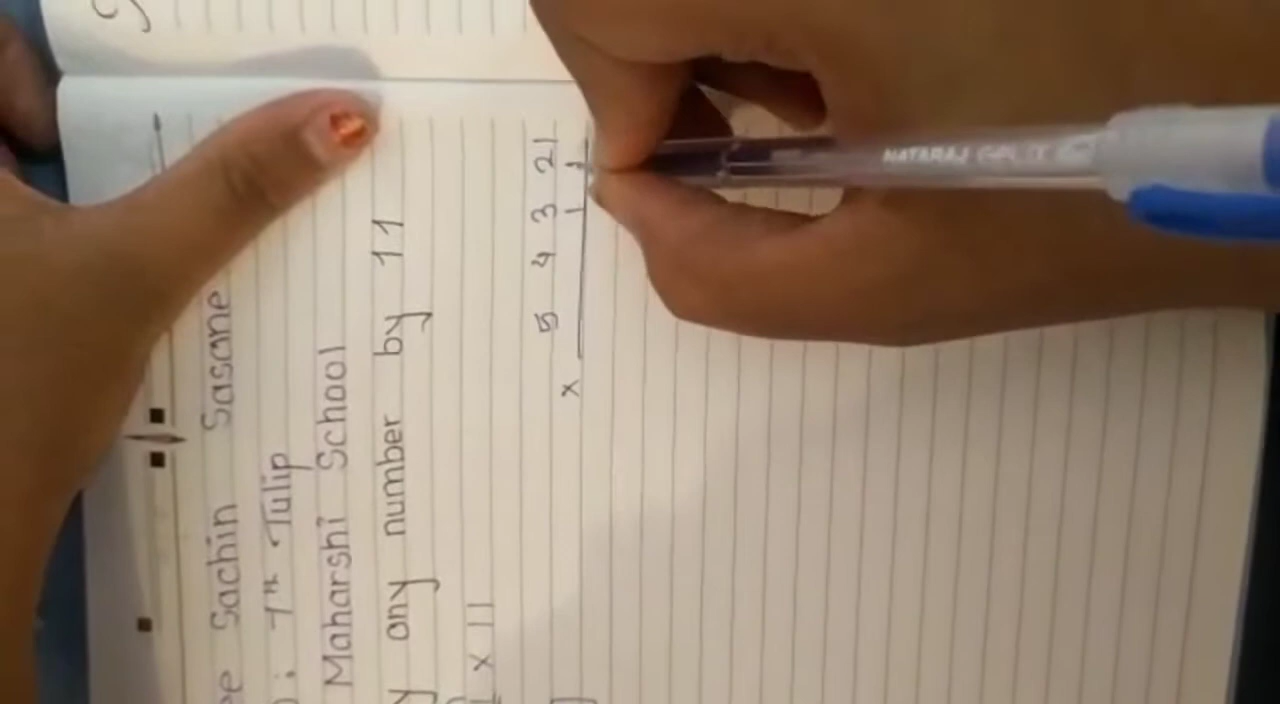 Sachin Sasane
: 7th Tulip
Maharshi School
any number by 11
x 11
5 4 3 2 1
x 1 1
NATARAJ